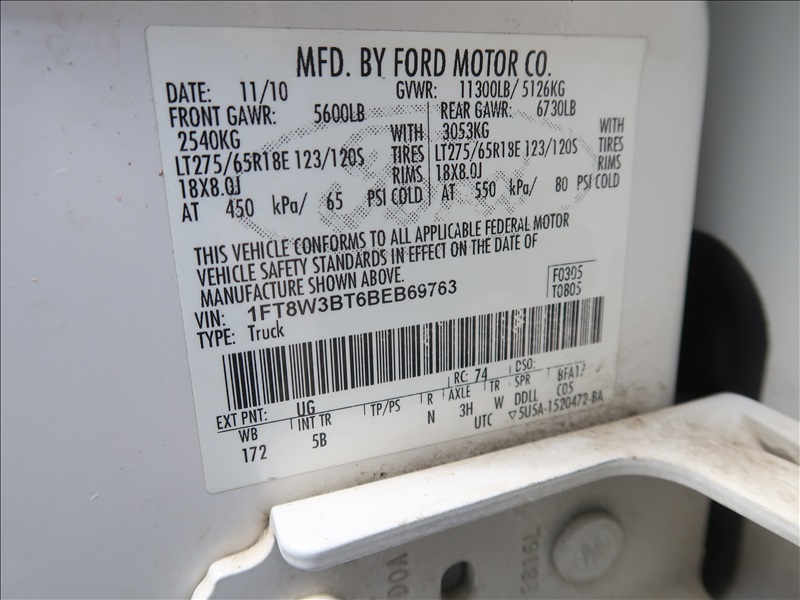 MFD. BY FORD MOTOR CO.
DATE: 11/10 GVWR: 11300LB/ 5126KG
FRONT GAWR: 5600LB REAR GAWR: 6730LB
2540KG WITH 3053KG WITH
LT275/65R18E 123/120S TIRES LT275/65R18E 123/120S TIRES
18X8.0J RIMS 18X8.0J RIMS
AT 450 kPa/ 65 PSI COLD AT 550 kPa/ 80 PSI COLD
THIS VEHICLE CONFORMS TO ALL APPLICABLE FEDERAL MOTOR
VEHICLE SAFETY STANDARDS IN EFFECT ON THE DATE OF
MANUFACTURE SHOWN ABOVE.
F0305
T0805
VIN: 1FT8W3BT6BEB69763
TYPE: Truck
EXT PNT: UG RC: 74 DSO:
WB INT TR TP/PS R AXLE TR SPR BFA17
172 5B N 3H W DDLL C05
UTC ▽5U5A-1520472-BA